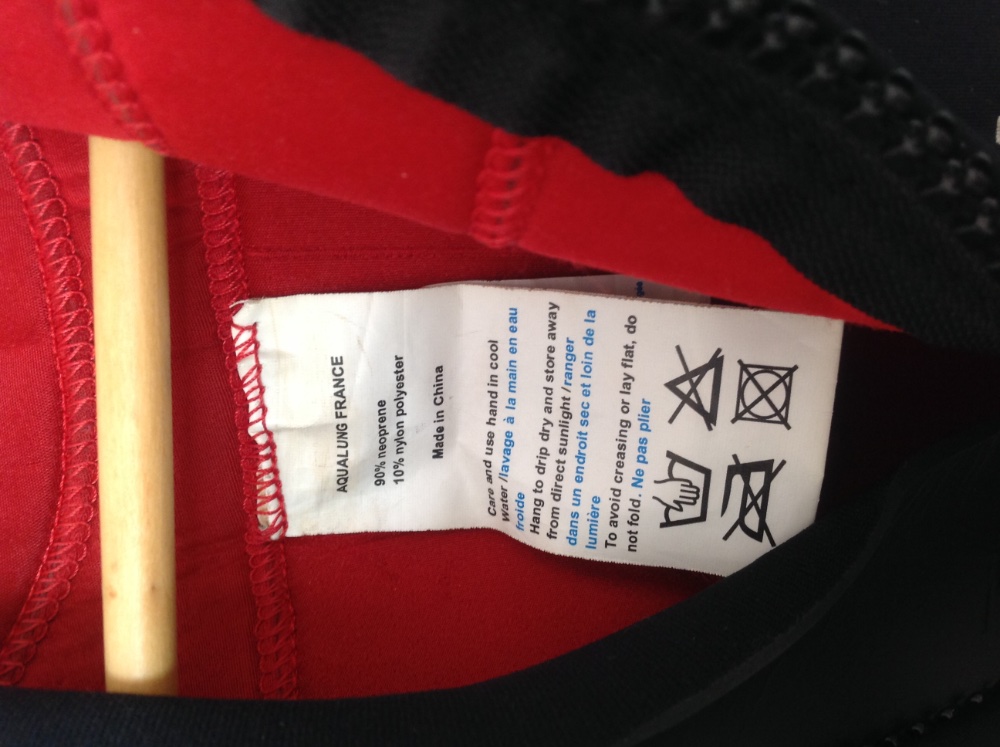 AQUALUNG FRANCE
90% neoprene
10% nylon polyester
Made in China
Care and use hand in cool
Water /lavage à la main en eau
froide
Hang to drip dry and store away
from direct sunlight /ranger
dans un endroit sec et loin de la
lumière
To avoid creasing or lay flat, do
not fold. Ne pas plier